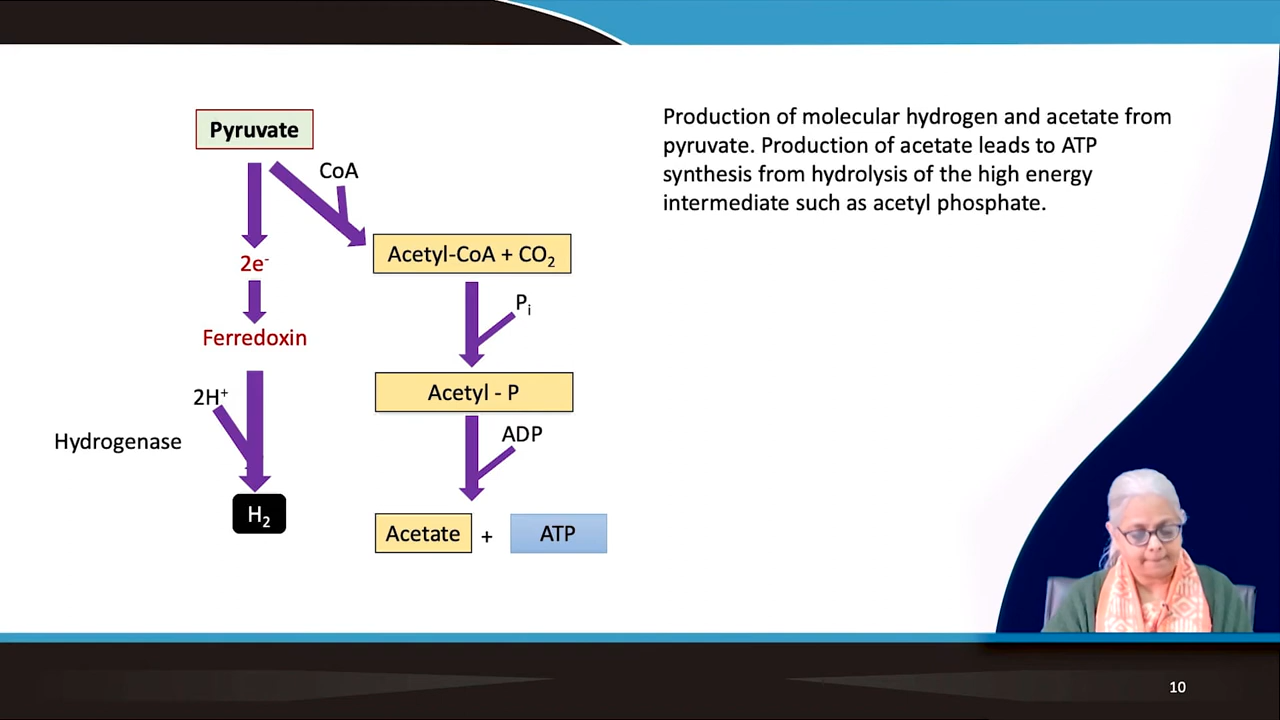 Pyruvate
CoA
2e⁻
Acetyl-CoA + CO₂
Pᵢ
Ferredoxin
2H⁺
Acetyl - P
Hydrogenase
ADP
H₂
Acetate + ATP
Production of molecular hydrogen and acetate from
pyruvate. Production of acetate leads to ATP
synthesis from hydrolysis of the high energy
intermediate such as acetyl phosphate.
10